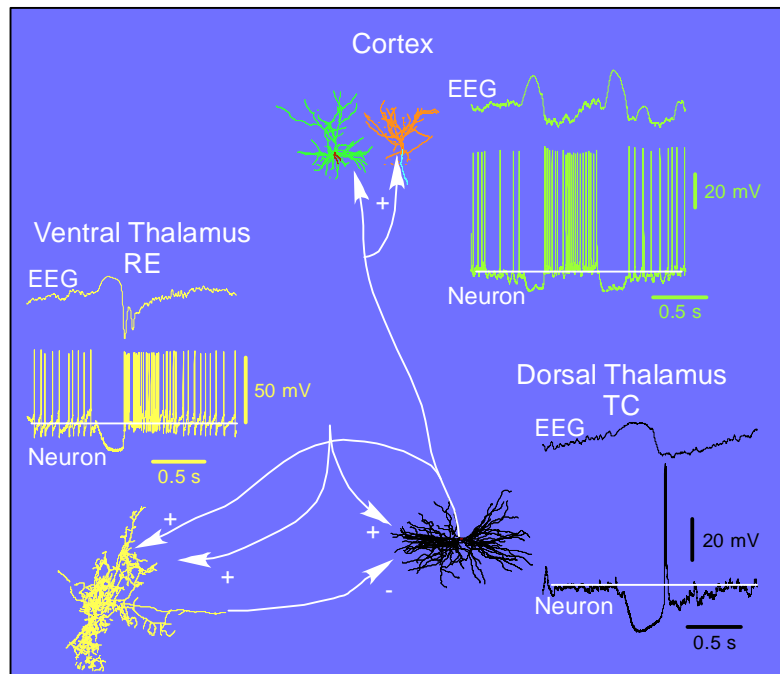 Cortex
EEG
20 mV
Neuron
0.5 s
+
Ventral Thalamus
RE
EEG
50 mV
Neuron
0.5 s
Dorsal Thalamus
TC
EEG
20 mV
Neuron
0.5 s
+
+
+
-